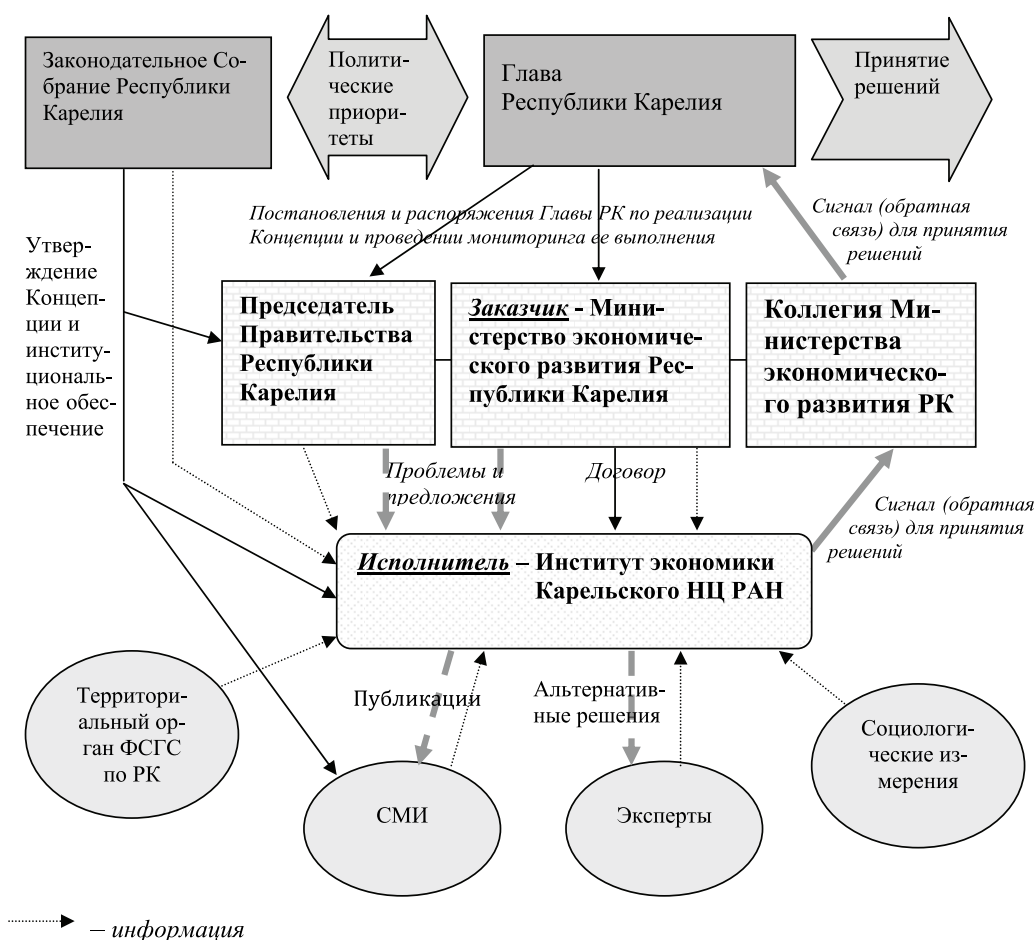 Законодательное Со-
брание Республики
Карелия
Полити-
ческие
приори-
теты
Глава
Республики Карелия
Принятие
решений
Постановления и распоряжения Главы РК по реализации
Концепции и проведении мониторинга ее выполнения
Сигнал (обратная
связь) для принятия
решений
Утвер-
ждение
Концеп-
ции и
институ-
циональ-
ное обес-
печение
Председатель
Правительства
Республики
Карелия
Заказчик - Мини-
стерство экономиче-
ского развития Рес-
публики Карелия
Коллегия Ми-
нистерства
экономическо-
го развития РК
Проблемы и
предложения
Договор
Сигнал (обратная
связь) для принятия
решений
Исполнитель – Институт экономики
Карельского НЦ РАН
Территори-
альный ор-
ган ФСГС
по РК
Публикации
Альтернатив-
ные решения
Социологи-
ческие из-
мерения
СМИ
Эксперты
– информация